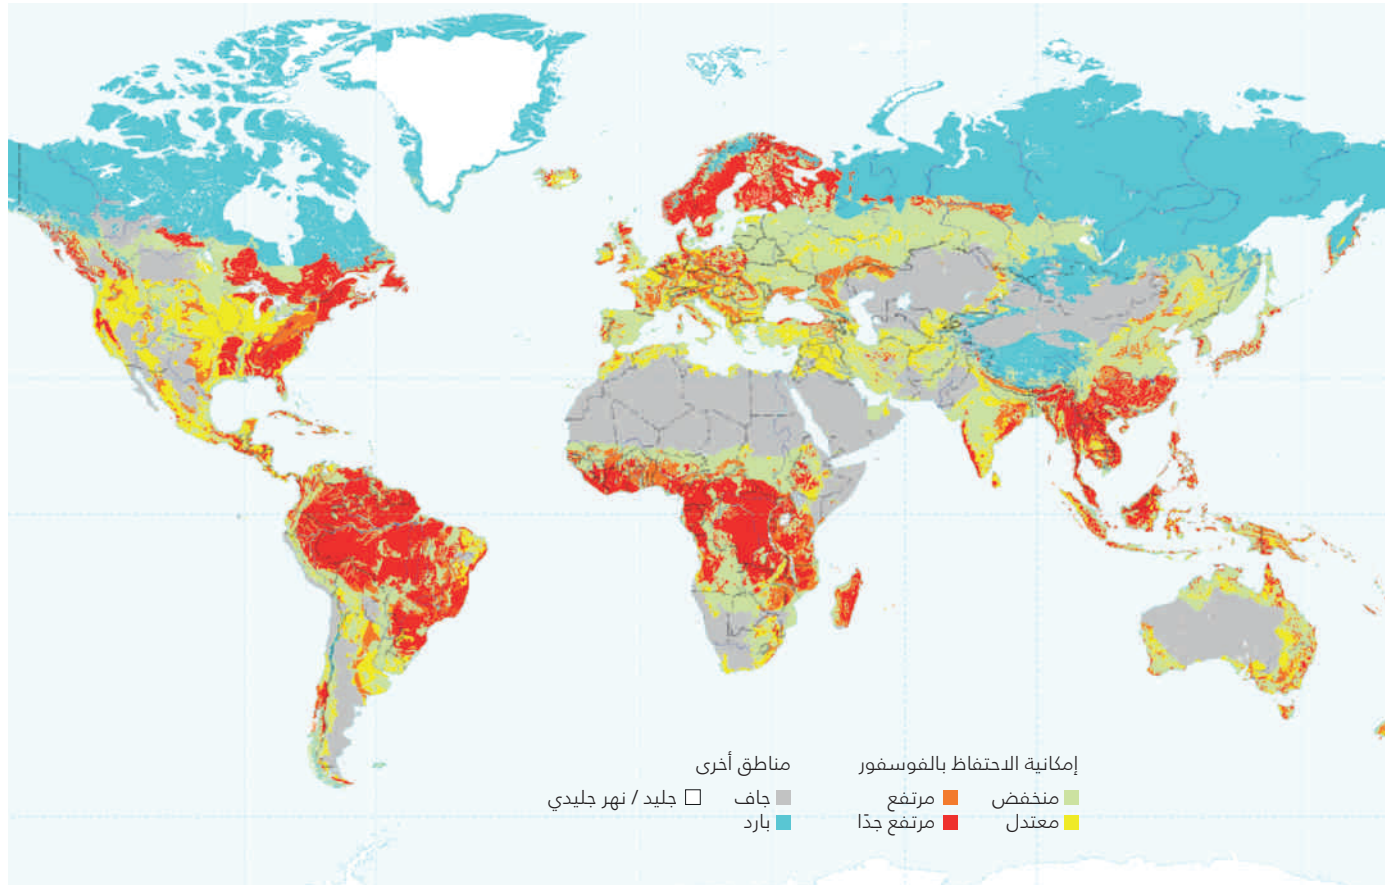 إمكانية الاحتفاظ بالفوسفور
منخفض
مرتفع
معتدل
مرتفع جدًا
مناطق أخرى
جاف
جليد / نهر جليدي
بارد